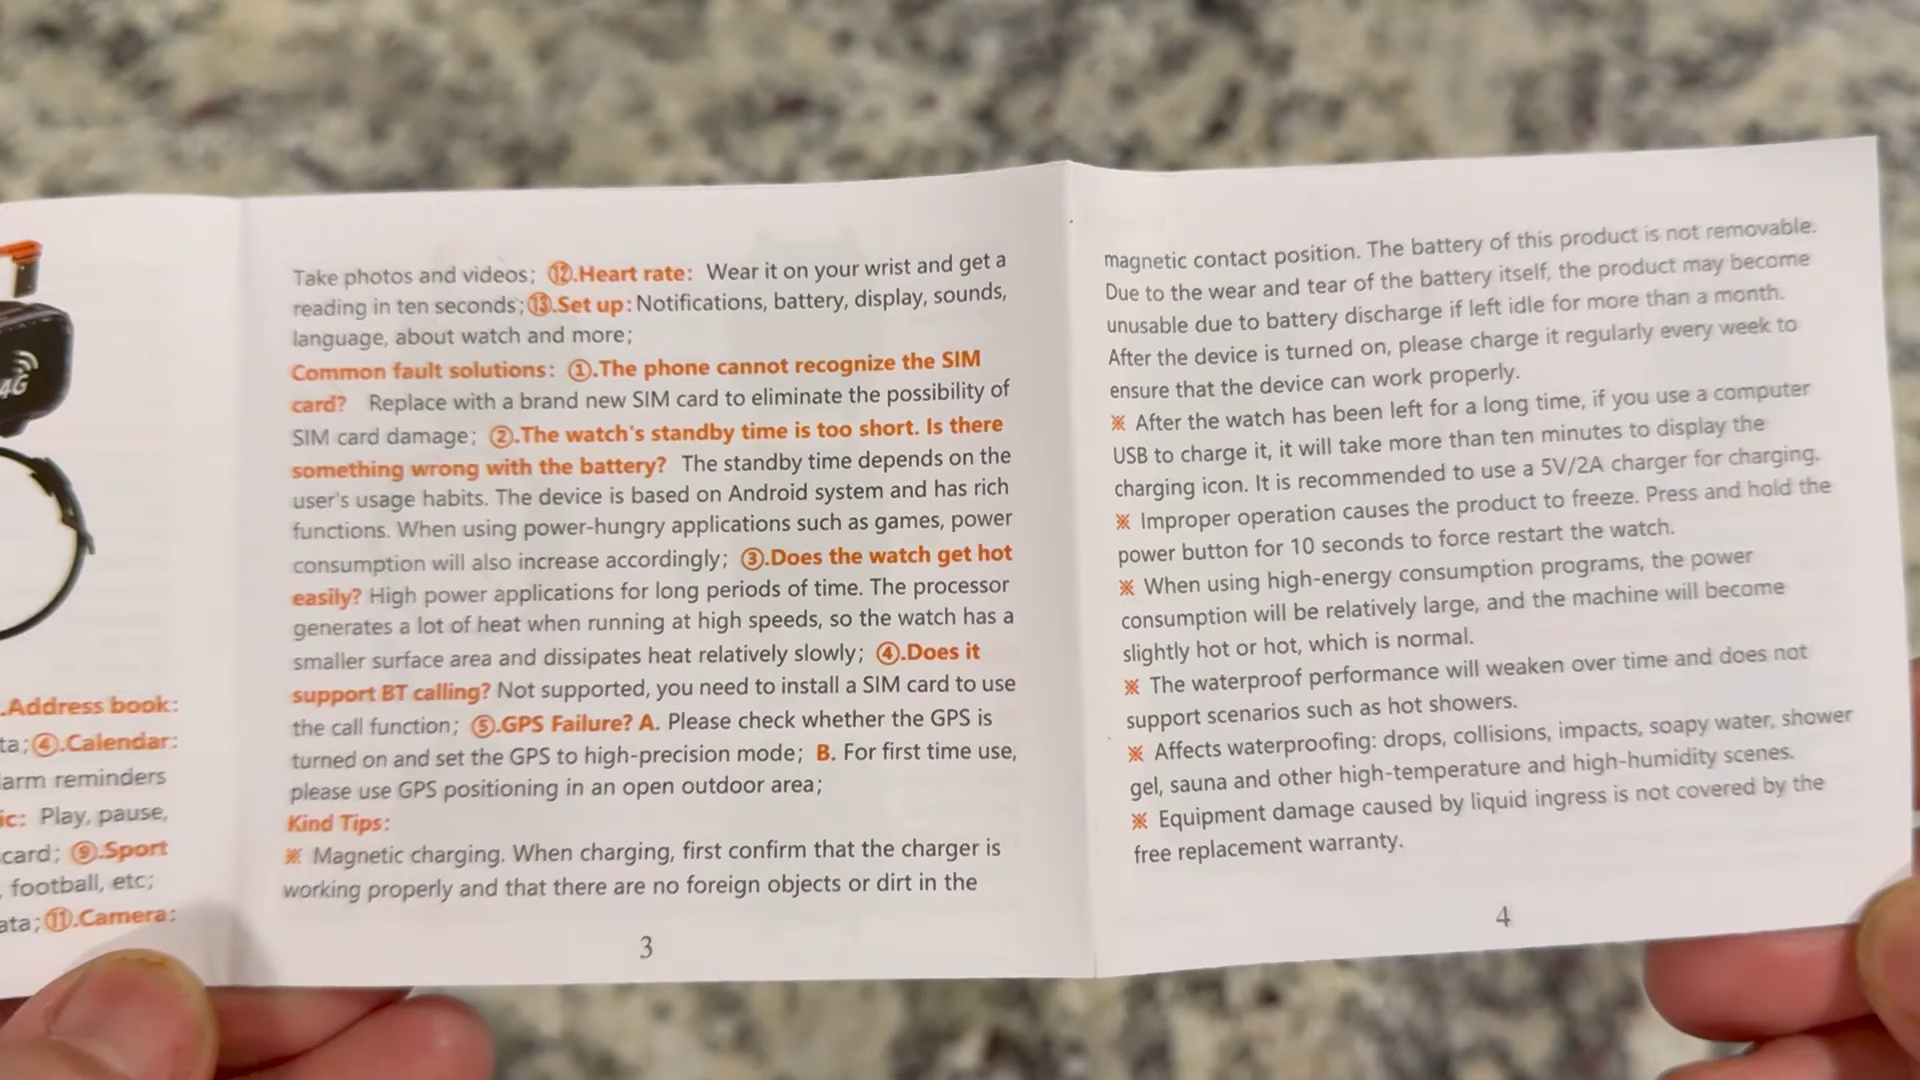 4G
.Address book:
ta;④.Calendar:
arm reminders
ic: Play, pause,
card; ⑨.Sport
, football, etc;
ata;⑪.Camera:
Take photos and videos; ⑫.Heart rate: Wear it on your wrist and get a
reading in ten seconds;⑬.Set up: Notifications, battery, display, sounds,
language, about watch and more;
Common fault solutions: ①.The phone cannot recognize the SIM
card? Replace with a brand new SIM card to eliminate the possibility of
SIM card damage; ②.The watch's standby time is too short. Is there
something wrong with the battery? The standby time depends on the
user's usage habits. The device is based on Android system and has rich
functions. When using power-hungry applications such as games, power
consumption will also increase accordingly; ③.Does the watch get hot
easily? High power applications for long periods of time. The processor
generates a lot of heat when running at high speeds, so the watch has a
smaller surface area and dissipates heat relatively slowly; ④.Does it
support BT calling? Not supported, you need to install a SIM card to use
the call function; ⑤.GPS Failure? A. Please check whether the GPS is
turned on and set the GPS to high-precision mode; B. For first time use,
please use GPS positioning in an open outdoor area;
Kind Tips:
※ Magnetic charging. When charging, first confirm that the charger is
working properly and that there are no foreign objects or dirt in the
3
magnetic contact position. The battery of this product is not removable.
Due to the wear and tear of the battery itself, the product may become
unusable due to battery discharge if left idle for more than a month.
After the device is turned on, please charge it regularly every week to
ensure that the device can work properly.
※ After the watch has been left for a long time, if you use a computer
USB to charge it, it will take more than ten minutes to display the
charging icon. It is recommended to use a 5V/2A charger for charging.
※ Improper operation causes the product to freeze. Press and hold the
power button for 10 seconds to force restart the watch.
※ When using high-energy consumption programs, the power
consumption will be relatively large, and the machine will become
slightly hot or hot, which is normal.
※ The waterproof performance will weaken over time and does not
support scenarios such as hot showers.
※ Affects waterproofing: drops, collisions, impacts, soapy water, shower
gel, sauna and other high-temperature and high-humidity scenes.
※ Equipment damage caused by liquid ingress is not covered by the
free replacement warranty.
4